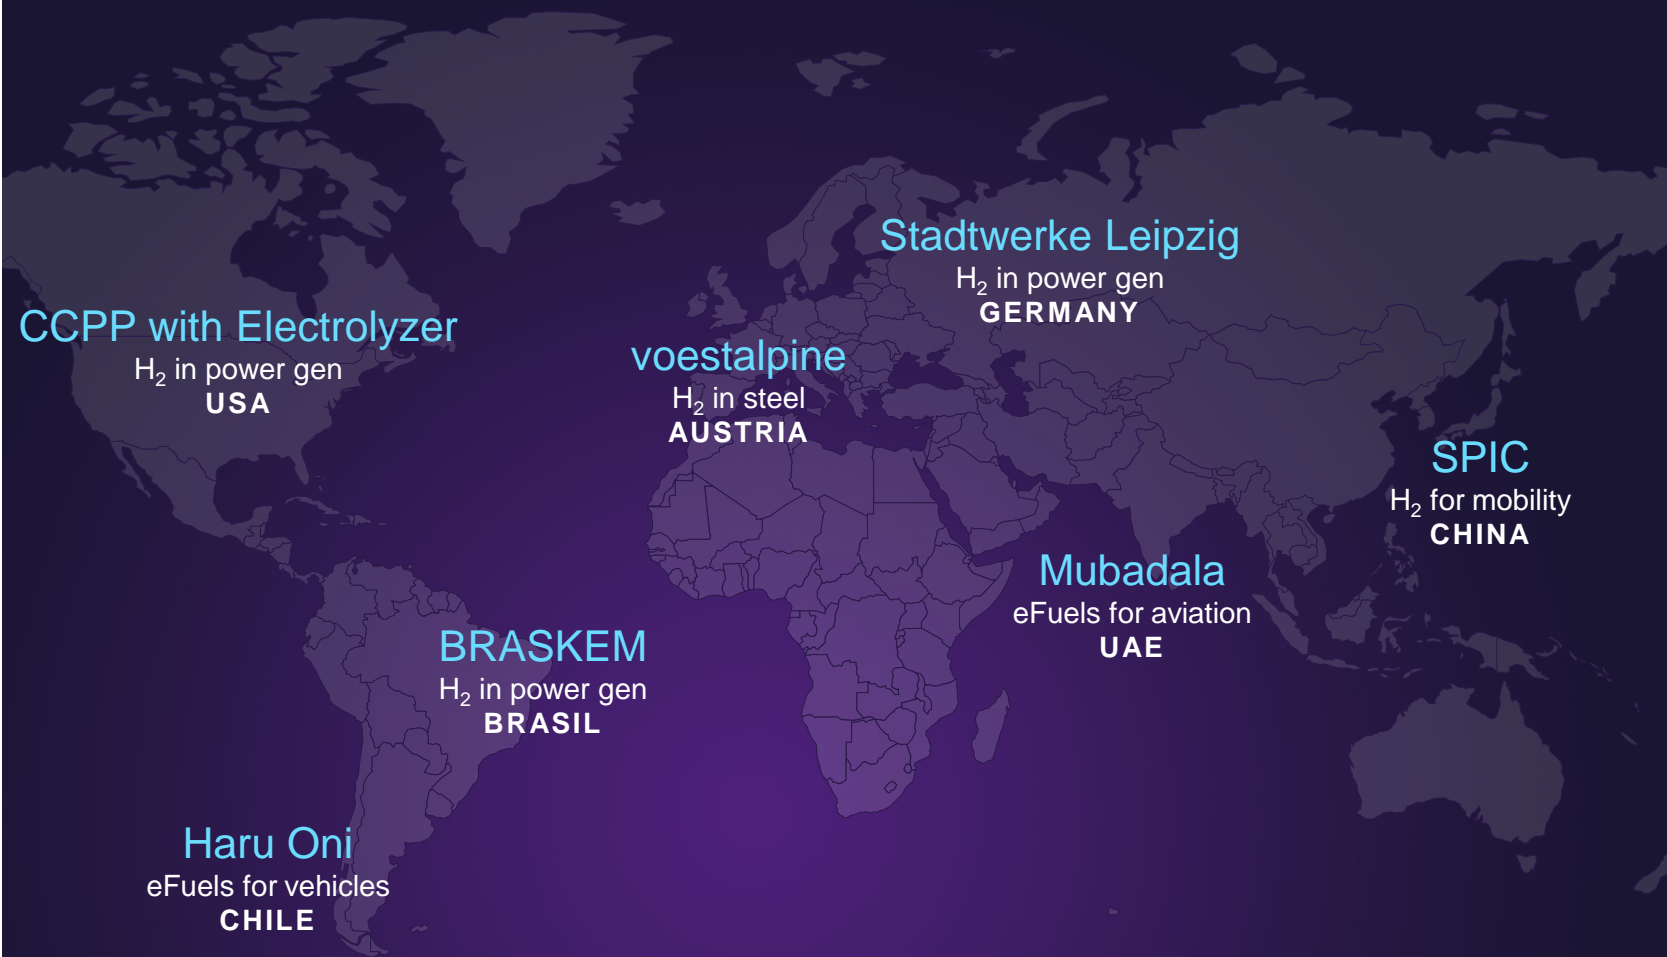 Stadtwerke Leipzig
H₂ in power gen
GERMANY
CCPP with Electrolyzer
H₂ in power gen
USA
voestalpine
H₂ in steel
AUSTRIA
SPIC
H₂ for mobility
CHINA
Mubadala
eFuels for aviation
UAE
BRASKEM
H₂ in power gen
BRASIL
Haru Oni
eFuels for vehicles
CHILE